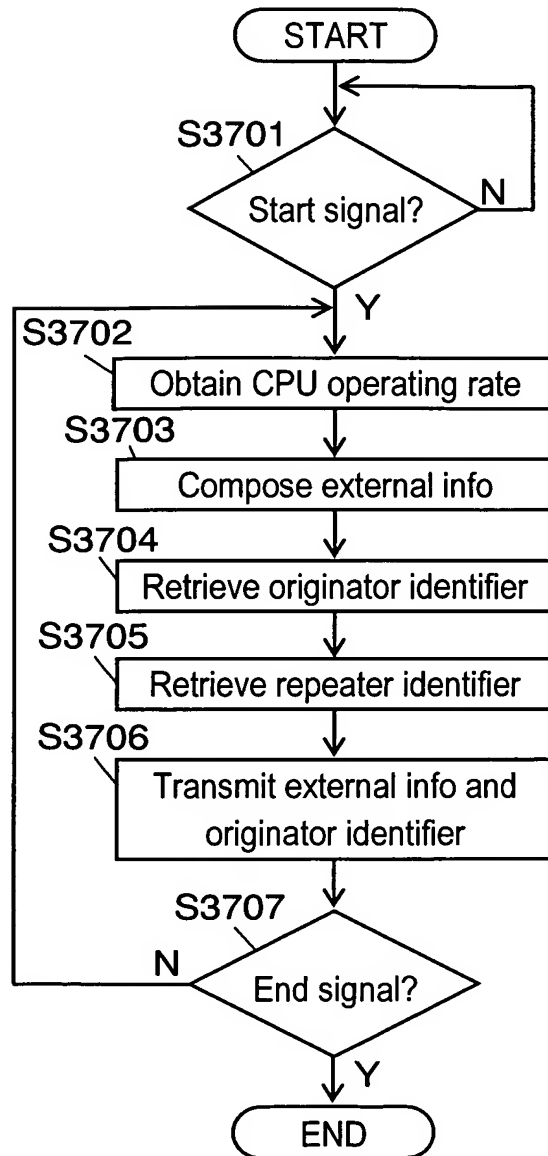 START
S3701
Start signal?
N
Y
S3702
Obtain CPU operating rate
S3703
Compose external info
S3704
Retrieve originator identifier
S3705
Retrieve repeater identifier
S3706
Transmit external info and
originator identifier
S3707
N
End signal?
Y
END